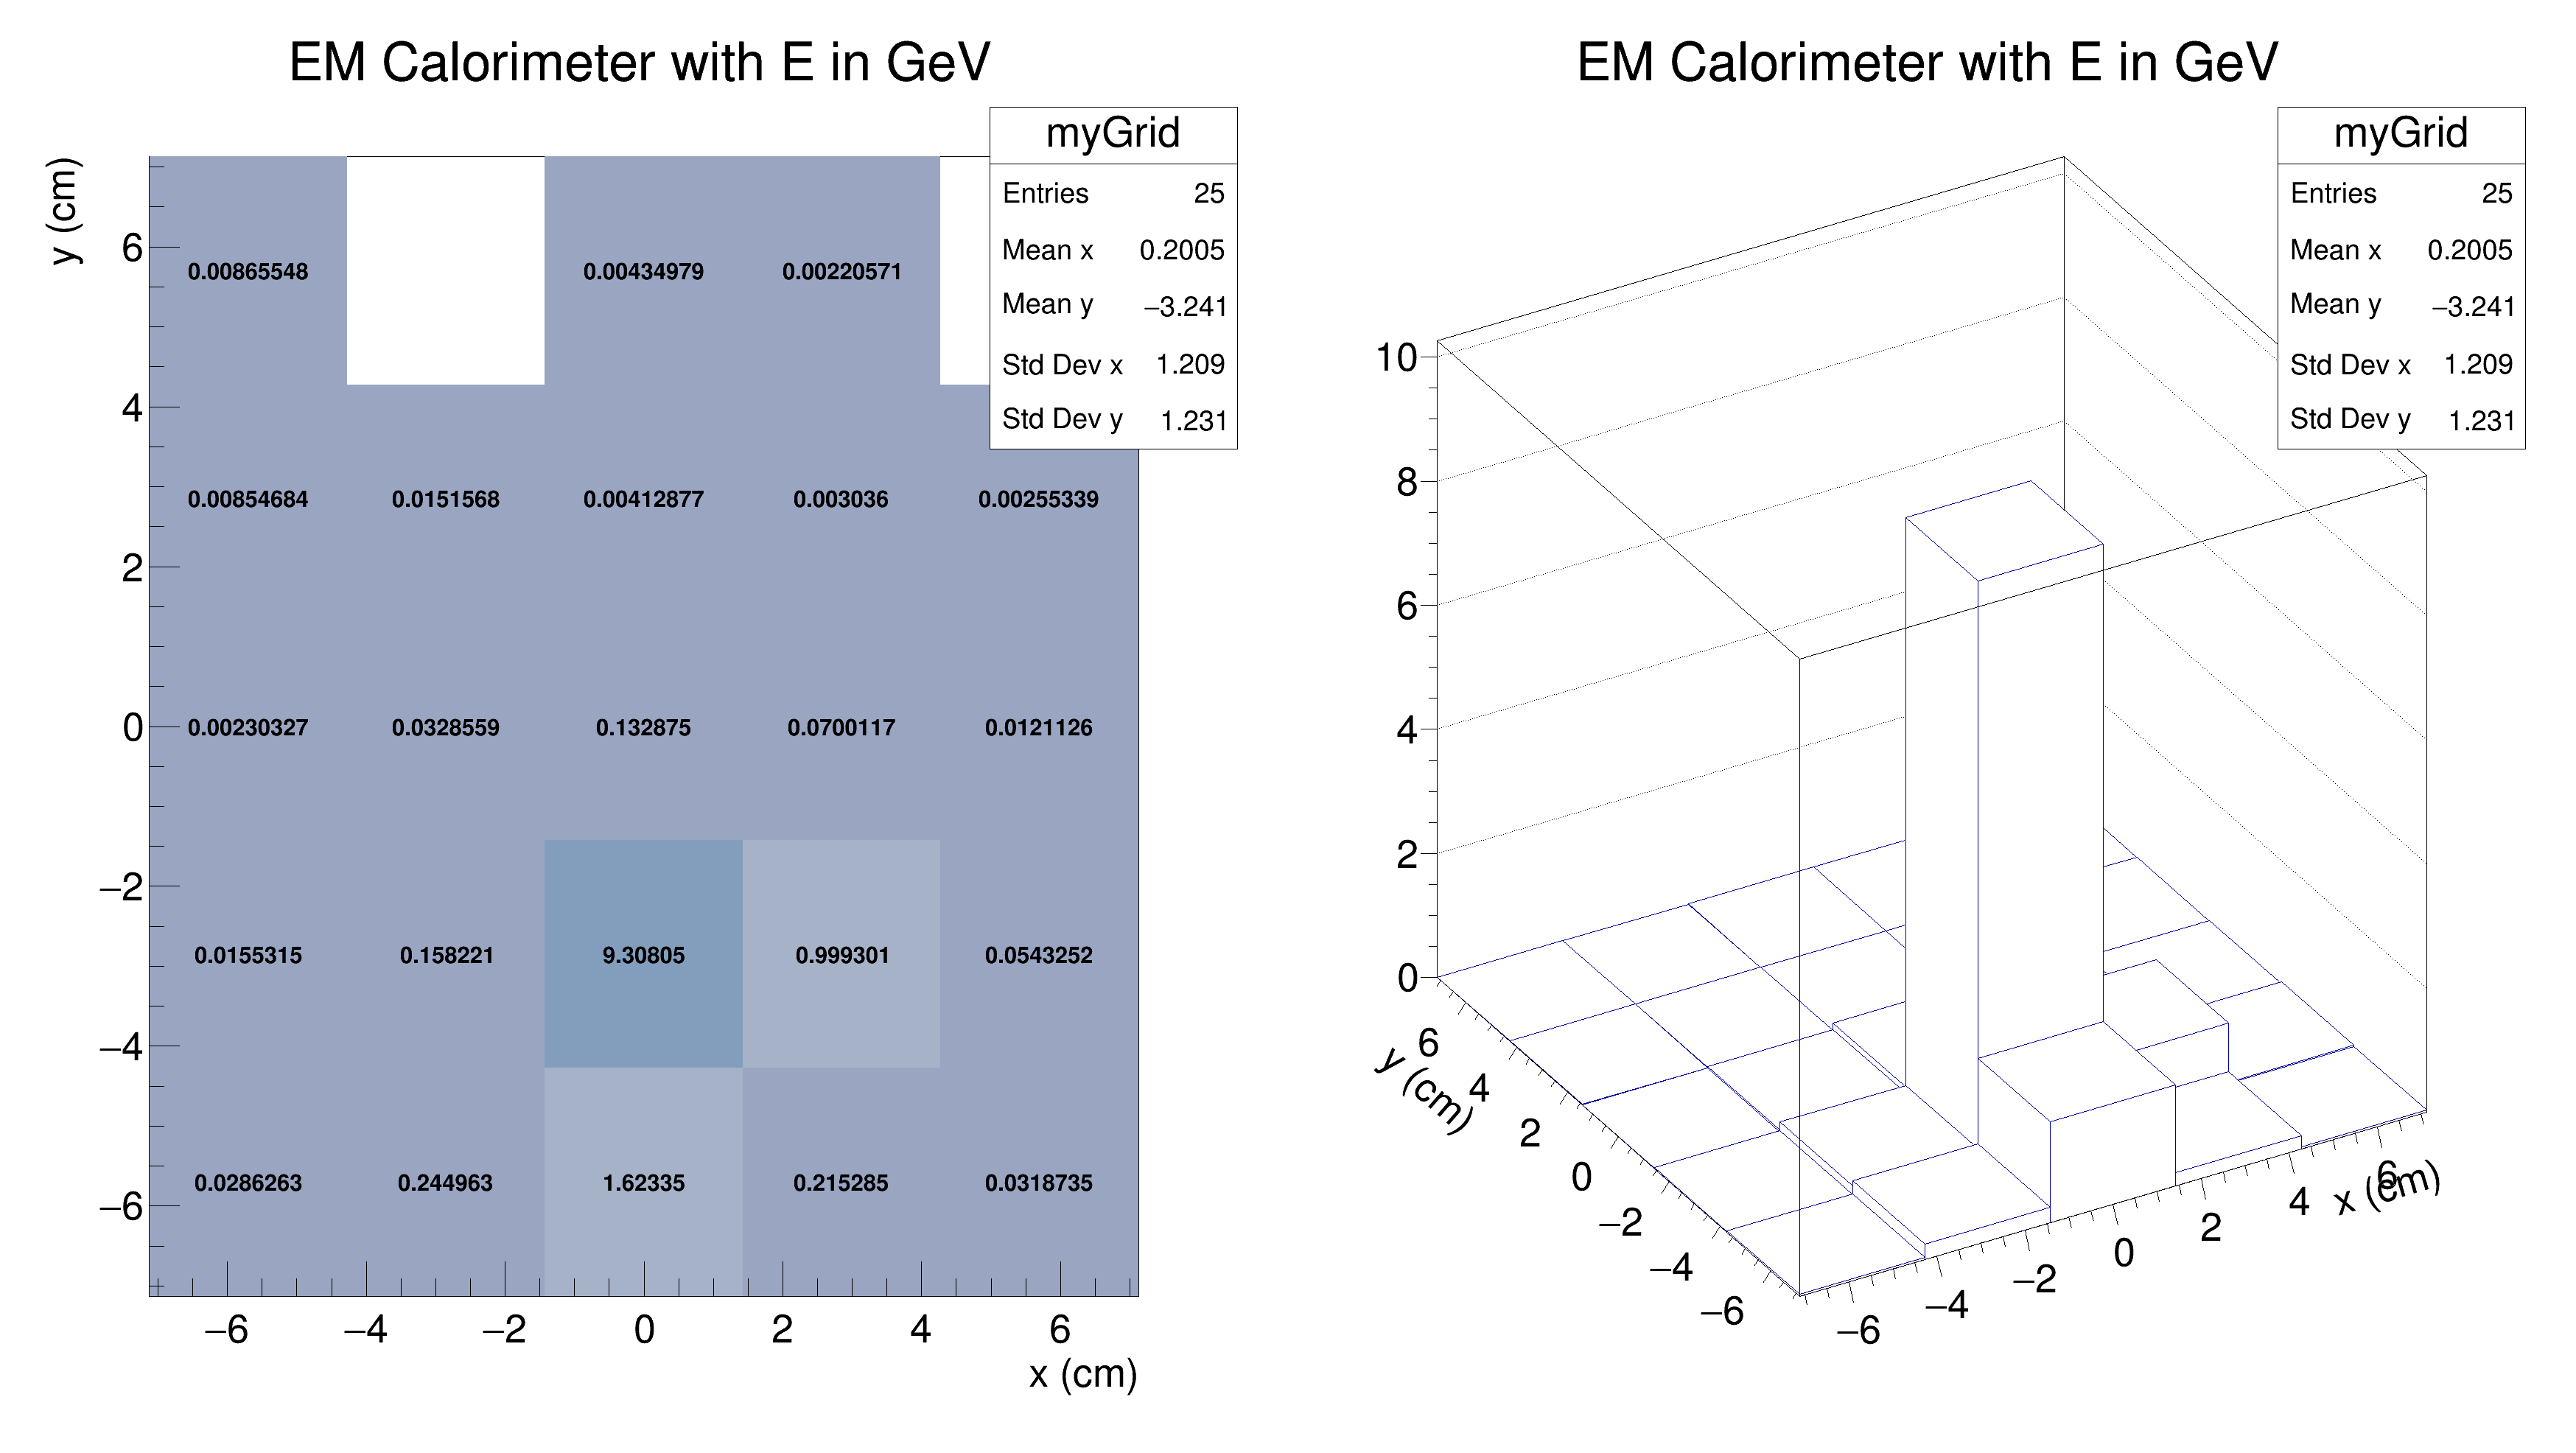 EM Calorimeter with E in GeV
myGrid
Entries 25
Mean x 0.2005
Mean y −3.241
Std Dev x 1.209
Std Dev y 1.231
y (cm)
6
4
2
0
−2
−4
−6
0.00865548 0.00434979 0.00220571
0.00854684 0.0151568 0.00412877 0.003036 0.00255339
0.00230327 0.0328559 0.132875 0.0700117 0.0121126
0.0155315 0.158221 9.30805 0.999301 0.0543252
0.0286263 0.244963 1.62335 0.215285 0.0318735
−6 −4 −2 0 2 4 6
x (cm)
EM Calorimeter with E in GeV
myGrid
Entries 25
Mean x 0.2005
Mean y −3.241
Std Dev x 1.209
Std Dev y 1.231
10
8
6
4
2
0
y (cm)
6
4
2
0
−2
−4
−6
−6 −4 −2 0 2 4 6
x (cm)